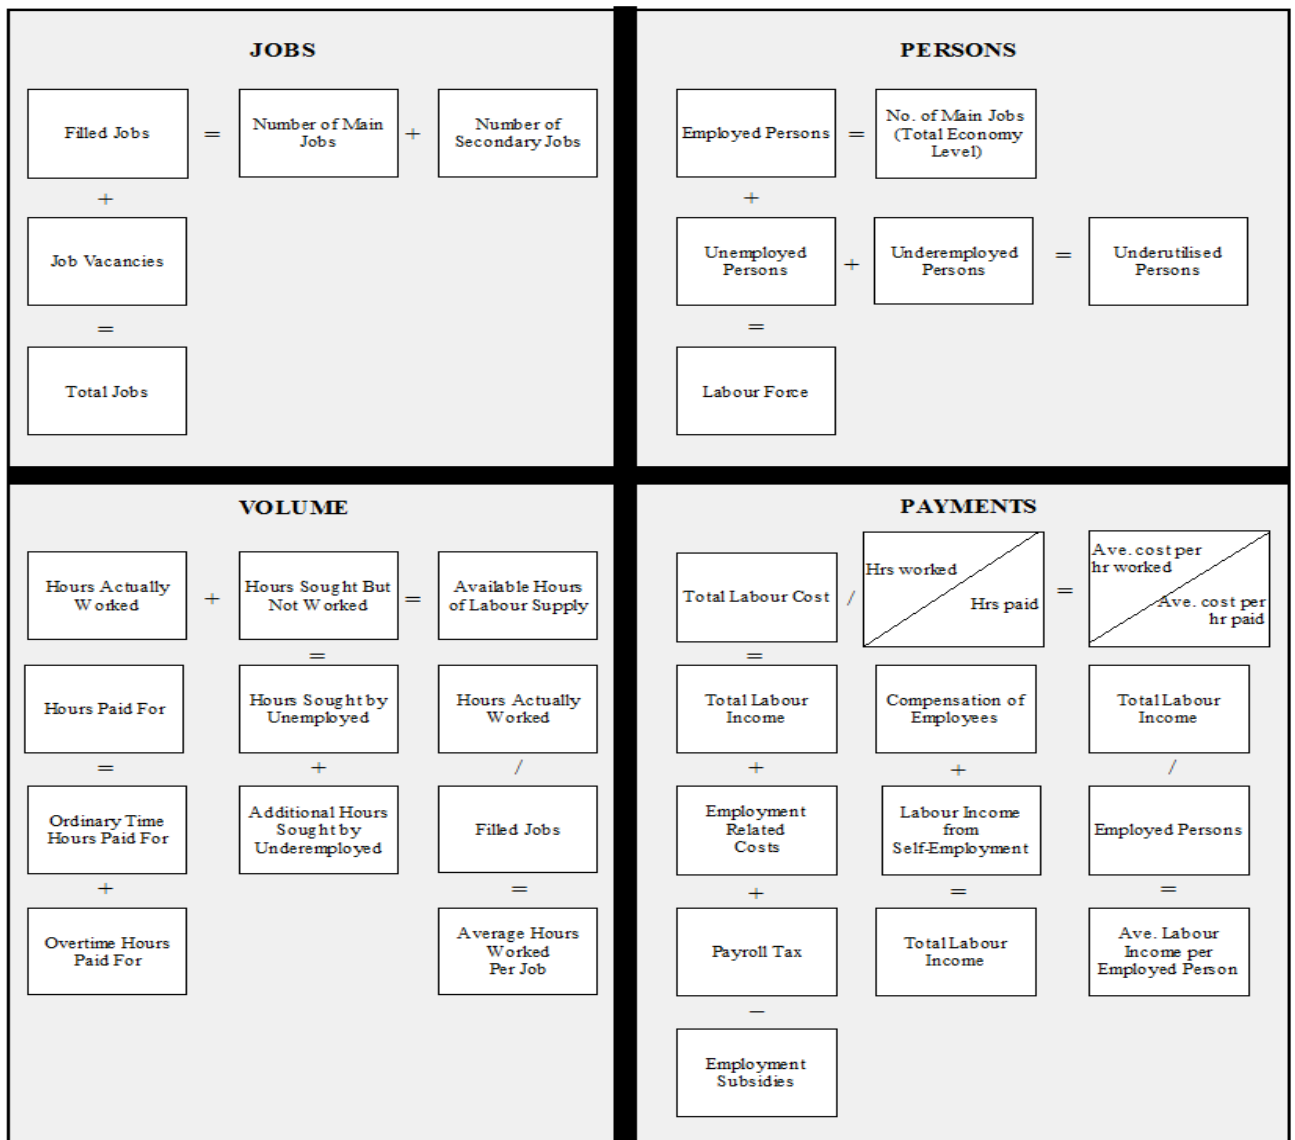 JOBS
Filled Jobs
=
Number of Main
Jobs
+
Number of
Secondary Jobs
+
Job Vacancies
=
Total Jobs
PERSONS
Employed Persons
=
No. of Main Jobs
(Total Economy
Level)
+
Unemployed
Persons
+
Underemployed
Persons
=
Underutilised
Persons
=
Labour Force
VOLUME
Hours Actually
Worked
+
Hours Sought But
Not Worked
=
Available Hours
of Labour Supply
=
Hours Paid For
Hours Sought by
Unemployed
Hours Actually
Worked
=
+
/
Ordinary Time
Hours Paid For
Additional Hours
Sought by
Underemployed
Filled Jobs
+
=
Overtime Hours
Paid For
Average Hours
Worked
Per Job
PAYMENTS
Total Labour Cost
/
Hrs worked
Hrs paid
=
Ave. cost per
hr worked
Ave. cost per
hr paid
=
Total Labour
Income
Compensation of
Employees
Total Labour
Income
+
+
/
Employment
Related
Costs
Labour Income
from
Self-Employment
Employed Persons
+
=
=
Payroll Tax
Total Labour
Income
Ave. Labour
Income per
Employed Person
−
Employment
Subsidies